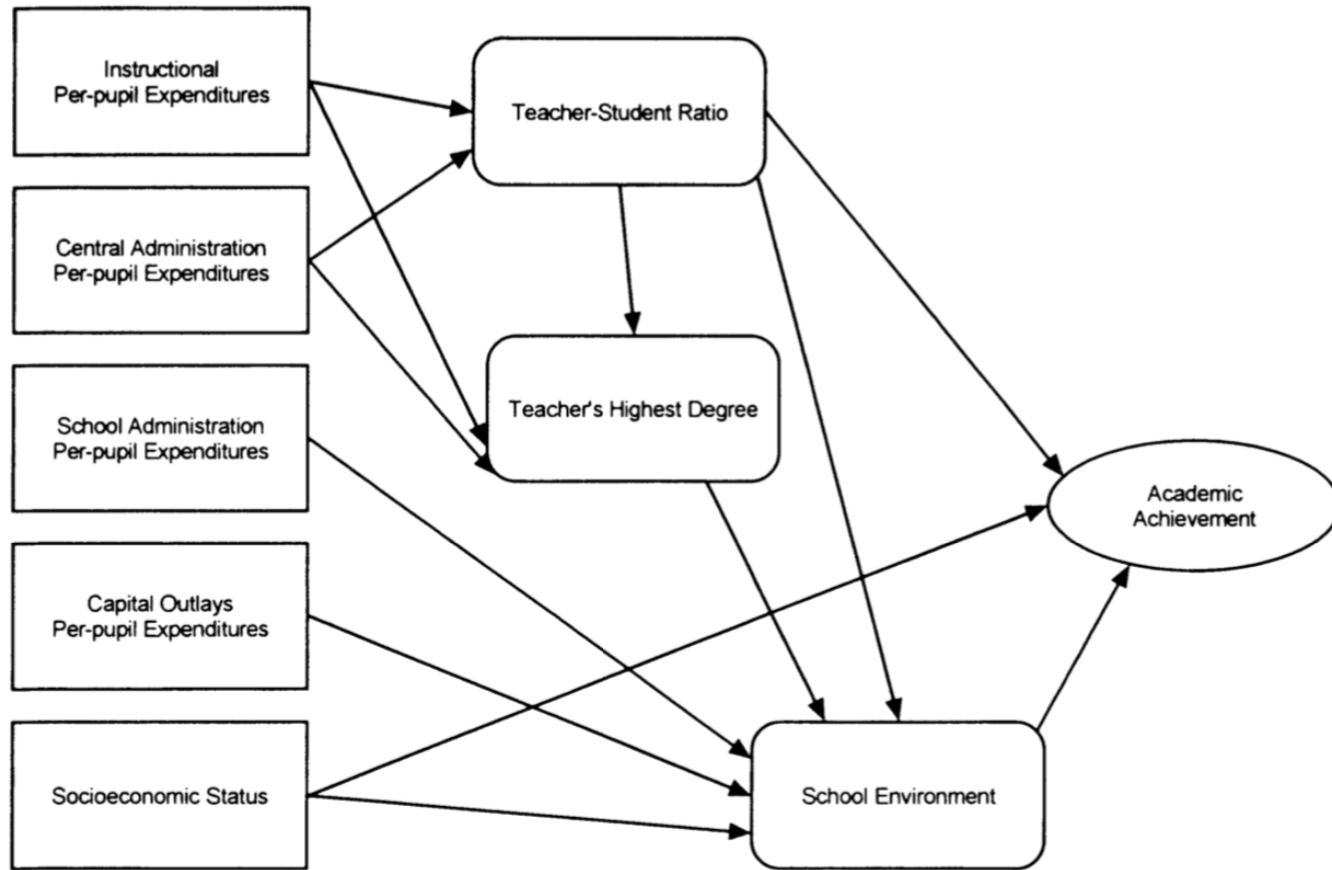 Instructional
Per-pupil Expenditures
Teacher-Student Ratio
Central Administration
Per-pupil Expenditures
Teacher's Highest Degree
School Administration
Per-pupil Expenditures
Academic
Achievement
Capital Outlays
Per-pupil Expenditures
Socioeconomic Status
School Environment